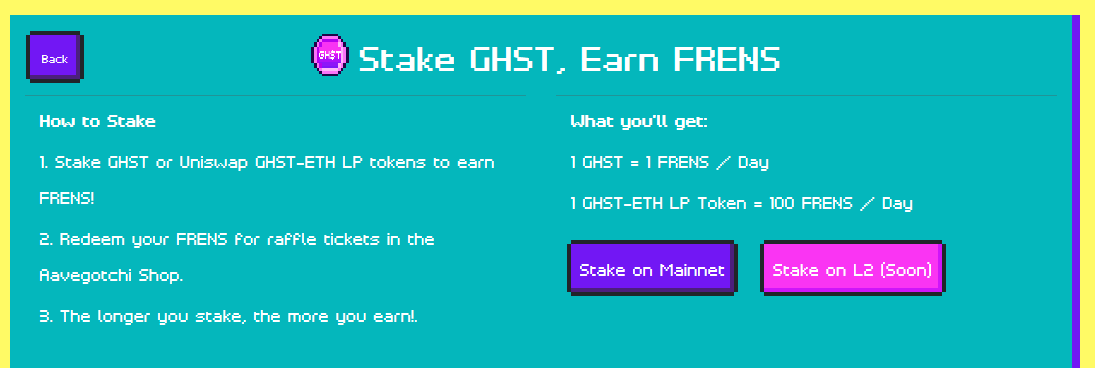 Back
GHST
Stake GHST, Earn FRENS
How to Stake
1. Stake GHST or Uniswap GHST-ETH LP tokens to earn
FRENS!
2. Redeem your FRENS for raffle tickets in the
Aavegotchi Shop.
3. The longer you stake, the more you earn!.
What you'll get:
1 GHST = 1 FRENS / Day
1 GHST-ETH LP Token = 100 FRENS / Day
Stake on Mainnet
Stake on L2 (Soon)